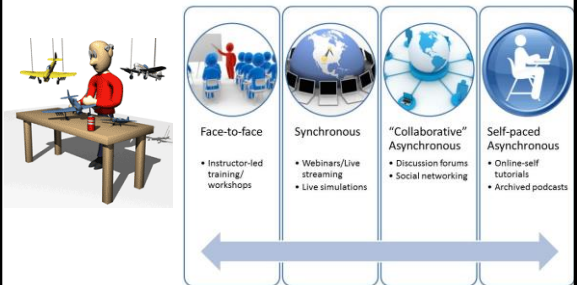 Face-to-face
• Instructor-led
training/
workshops
Synchronous
• Webinars/Live
streaming
• Live simulations
“Collaborative”
Asynchronous
• Discussion forums
• Social networking
Self-paced
Asynchronous
• Online-self
tutorials
• Archived podcasts